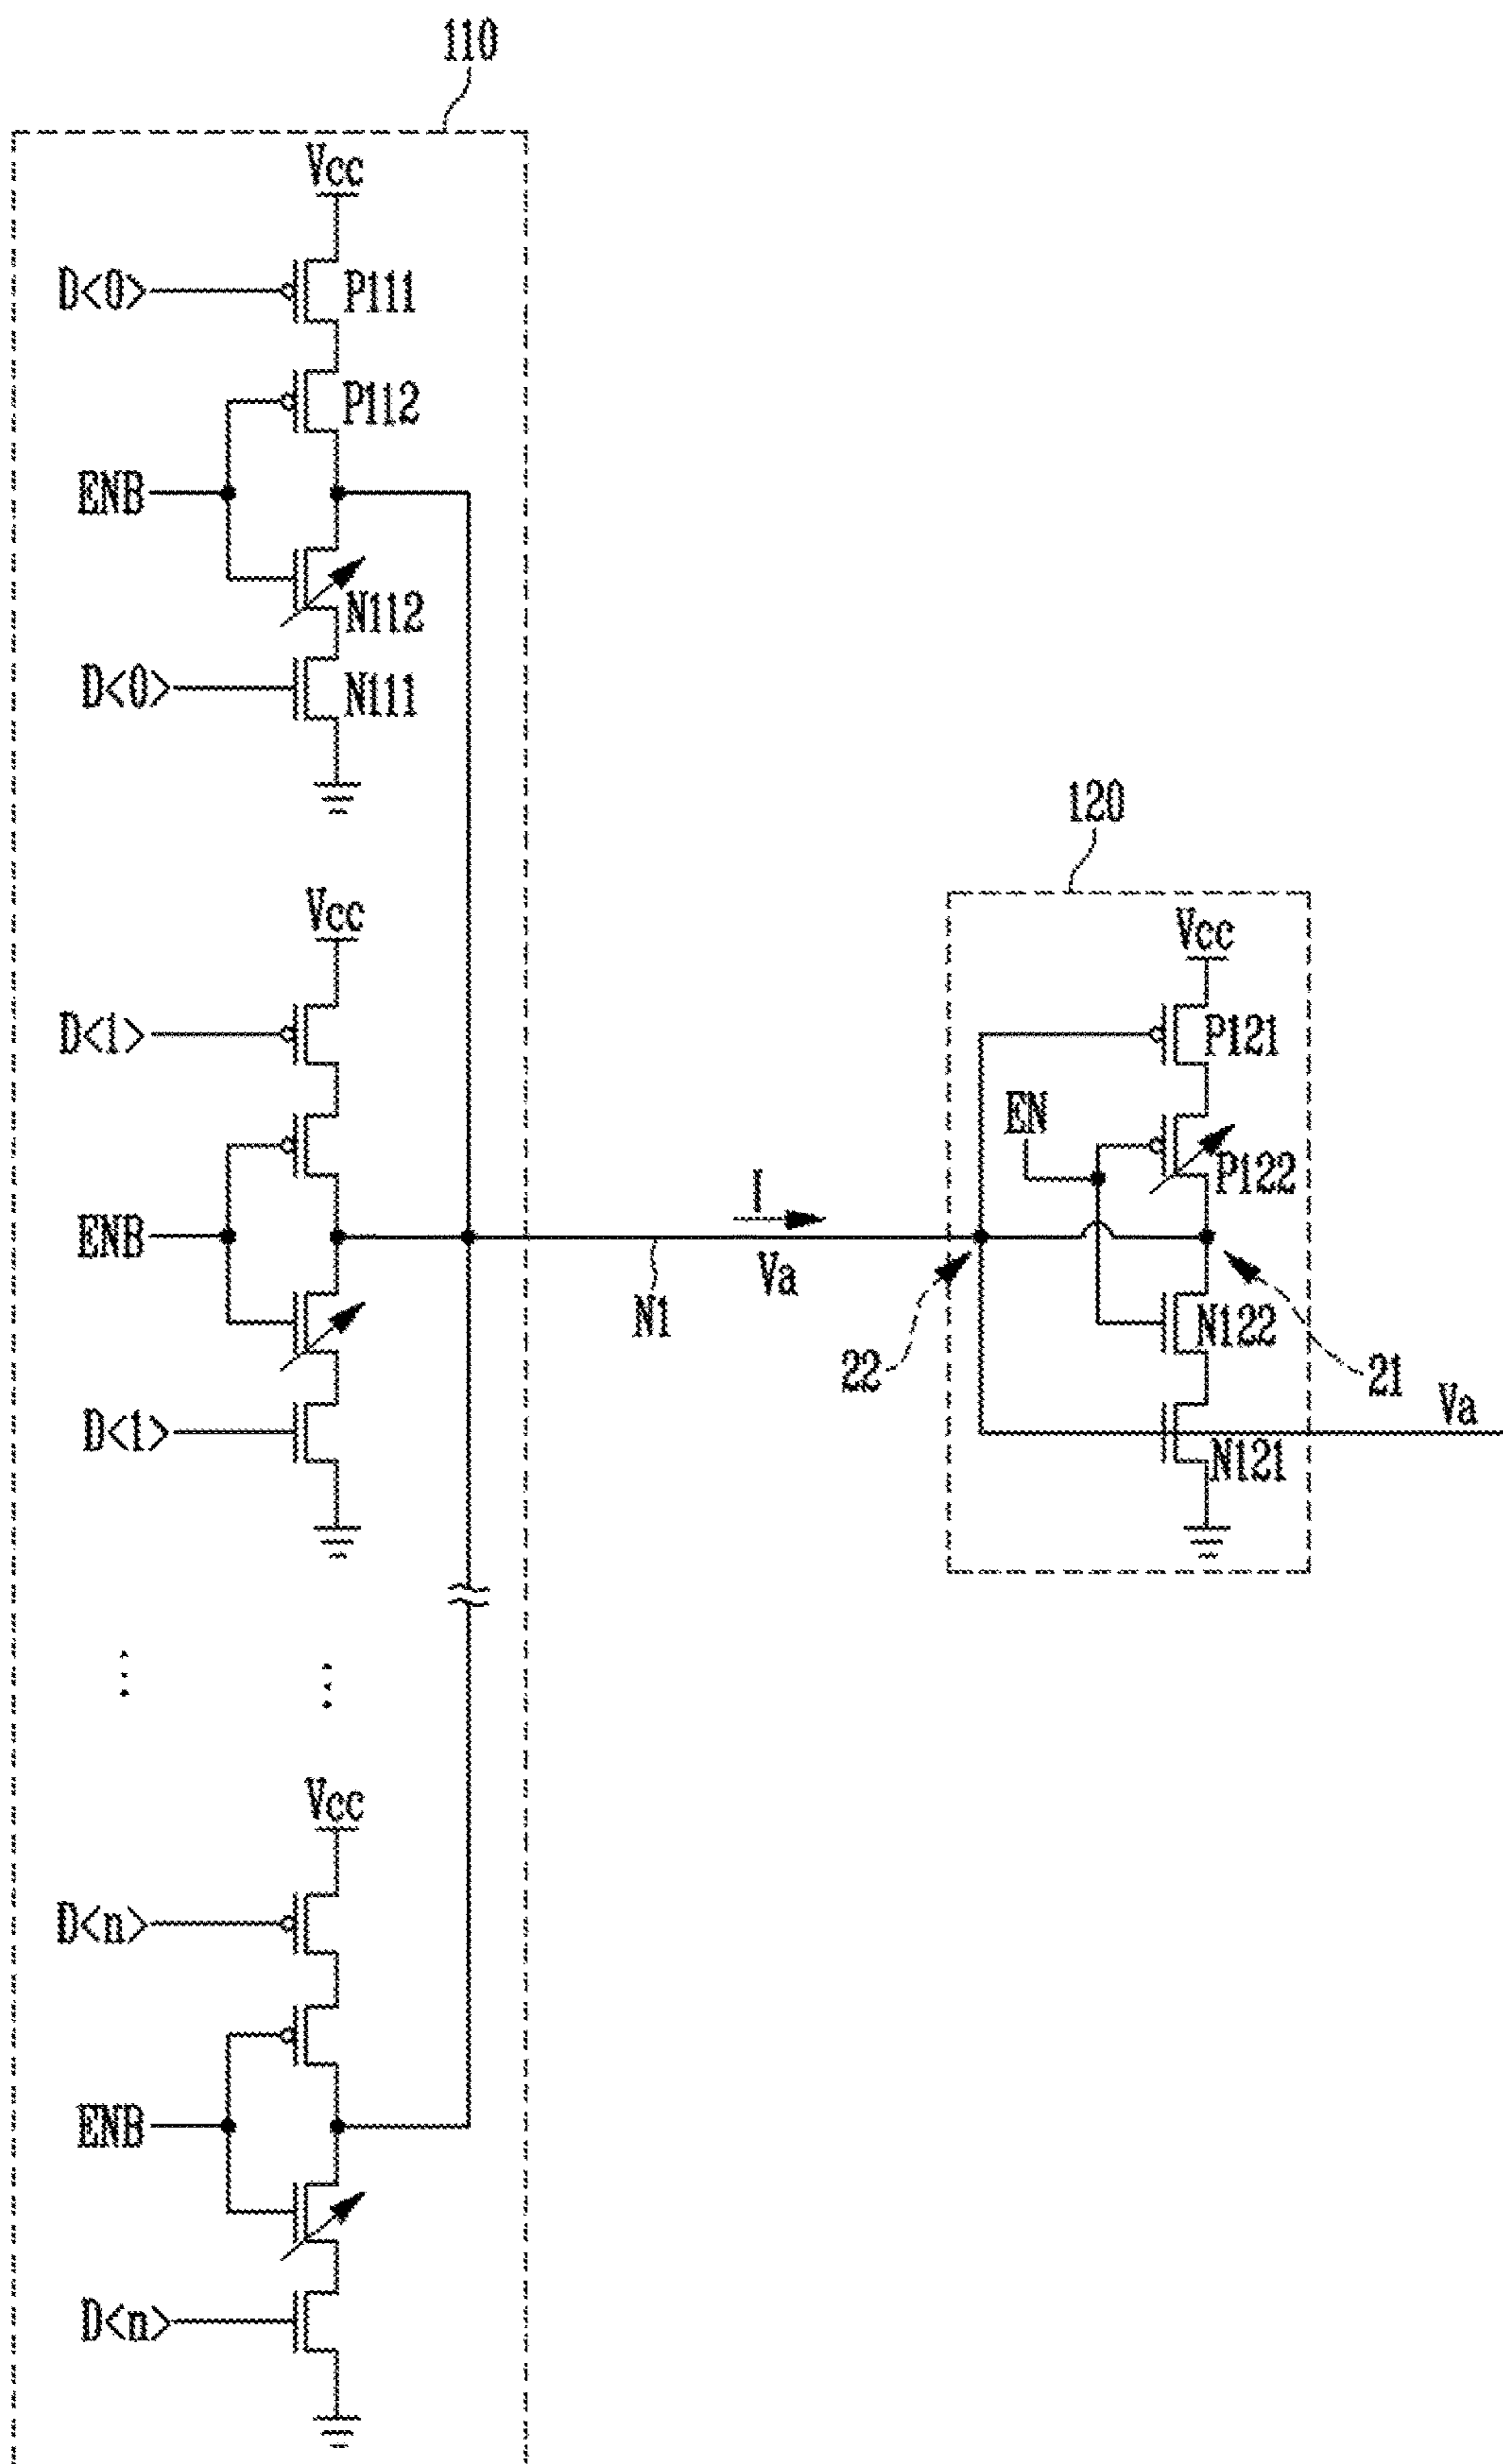 110
Vcc
D<0>
P111
P112
ENB
N112
D<0>
N111
Vcc
D<1>
ENB
D<1>
Vcc
D<n>
ENB
D<n>
I
Va
N1
120
Vcc
P121
EN
P122
22
N122
21
Va
N121